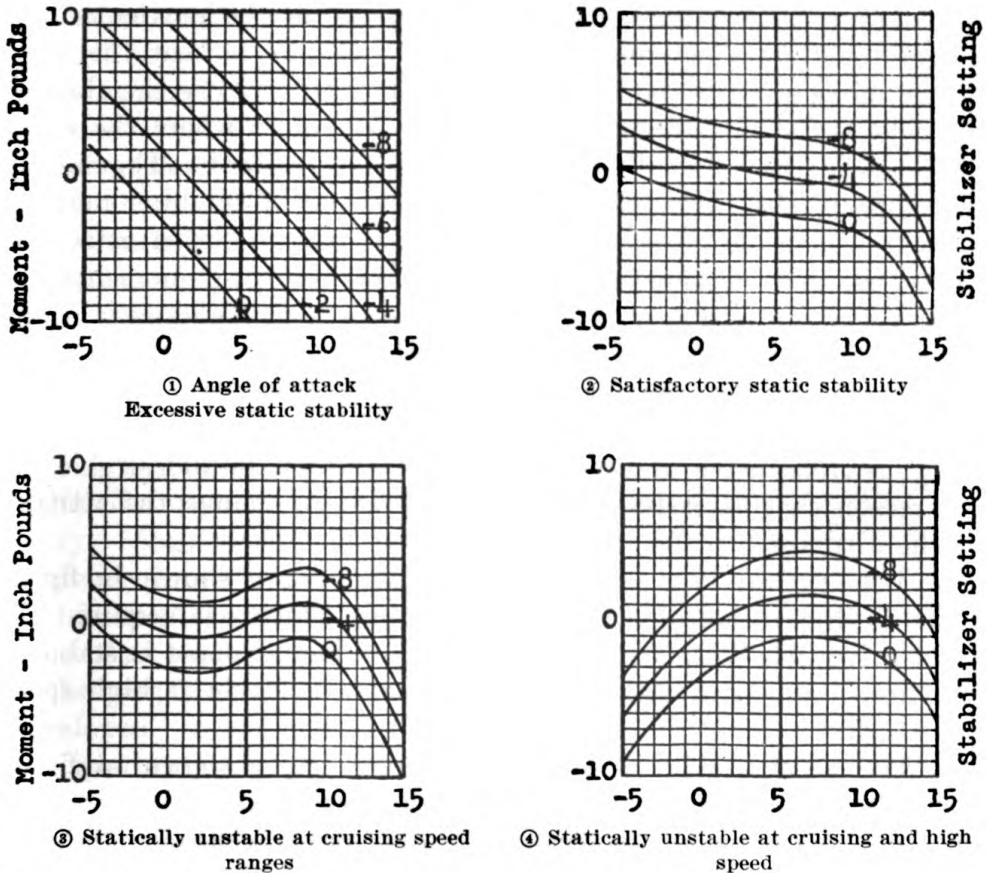 Moment - Inch Pounds
10
0
-10
-5 0 5 10 15
-8
-6
0 -2 -4
① Angle of attack
Excessive static stability
10
0
-10
-5 0 5 10 15
-4
0
Stabilizer Setting
② Satisfactory static stability
Moment - Inch Pounds
10
0
-10
-5 0 5 10 15
-8
-4
0
③ Statically unstable at cruising speed
ranges
10
0
-10
-5 0 5 10 15
-8
-4
0
Stabilizer Setting
④ Statically unstable at cruising and high
speed